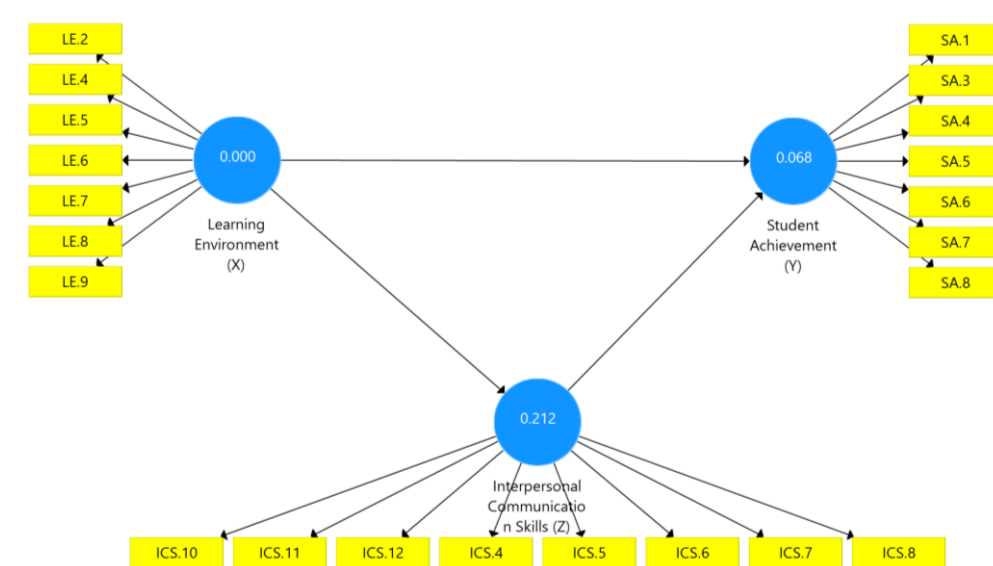 LE.2
LE.4
LE.5
LE.6
LE.7
LE.8
LE.9
0.000
Learning
Environment
(X)
0.068
Student
Achievement
(Y)
SA.1
SA.3
SA.4
SA.5
SA.6
SA.7
SA.8
0.212
Interpersonal
Communicatio
n Skills (Z)
ICS.10
ICS.11
ICS.12
ICS.4
ICS.5
ICS.6
ICS.7
ICS.8